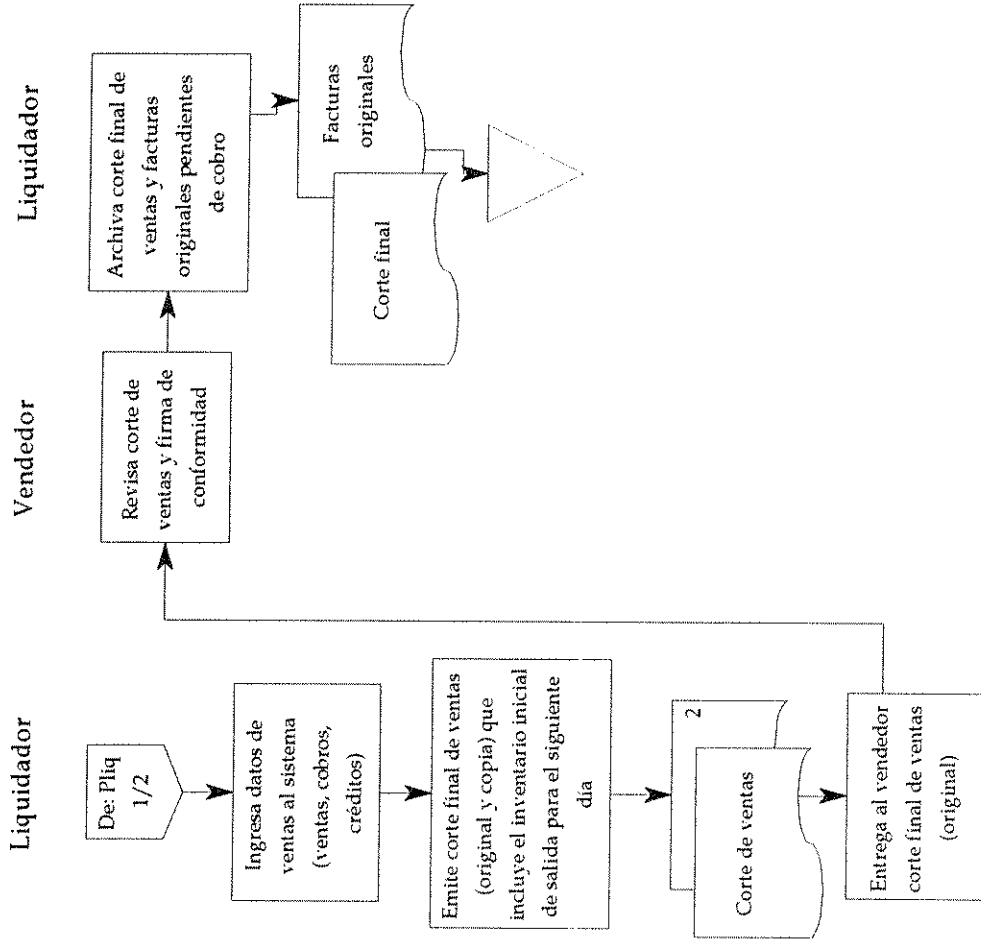 Liquidador
Vendedor
Liquidador
De: Pliq
1/2
Ingresa datos de
ventas al sistema
(ventas, cobros,
créditos)
Emite corte final de ventas
(original y copia) que
incluye el inventario inicial
de salida para el siguiente
día
2
Corte de ventas
Entrega al vendedor
corte final de ventas
(original)
Revisa corte de
ventas y firma de
conformidad
Archiva corte final de
ventas y facturas
originales pendientes
de cobro
Facturas
originales
Corte final